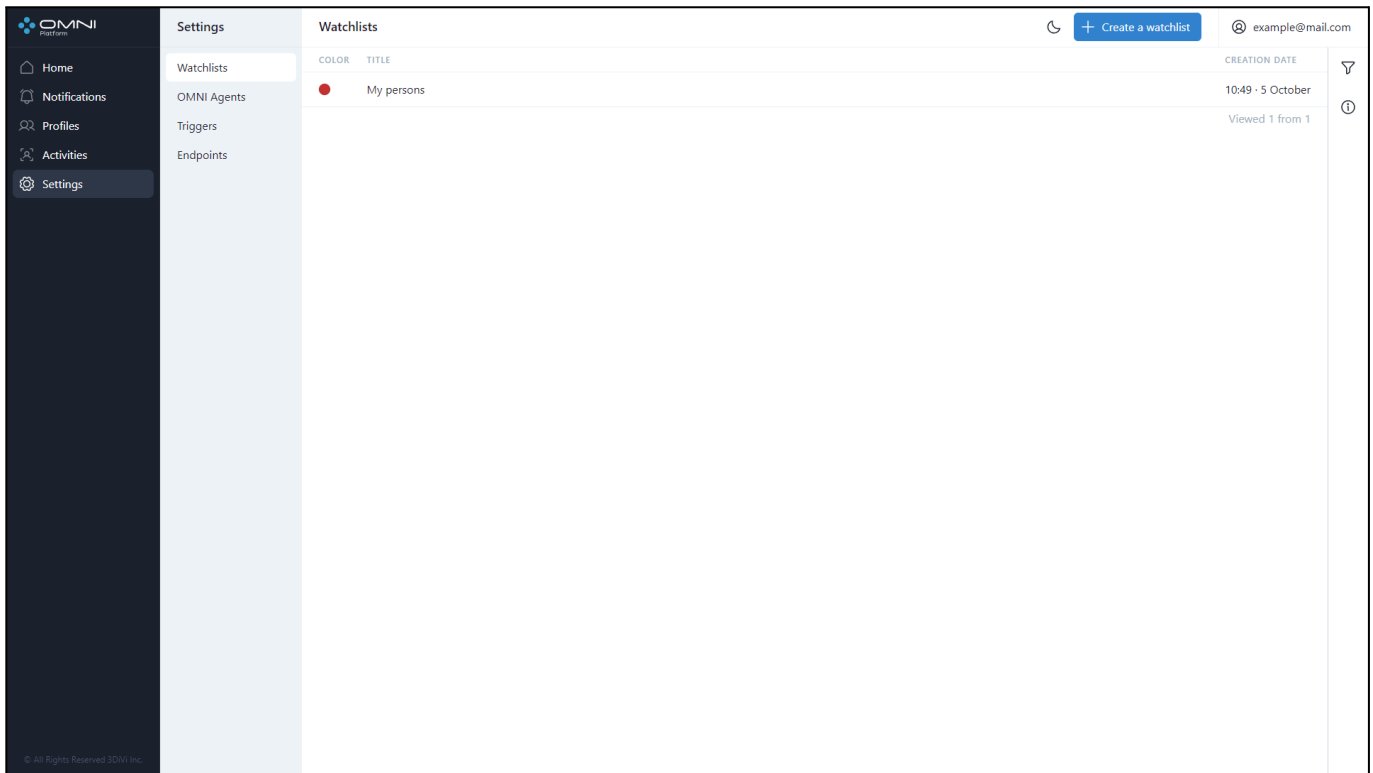 OMNI
Platform
Home
Notifications
Profiles
Activities
Settings
© All Rights Reserved 3DiVi Inc.
Settings
Watchlists
OMNI Agents
Triggers
Endpoints
Watchlists
Create a watchlist
example@mail.com
COLOR TITLE CREATION DATE
My persons 10:49 · 5 October
Viewed 1 from 1